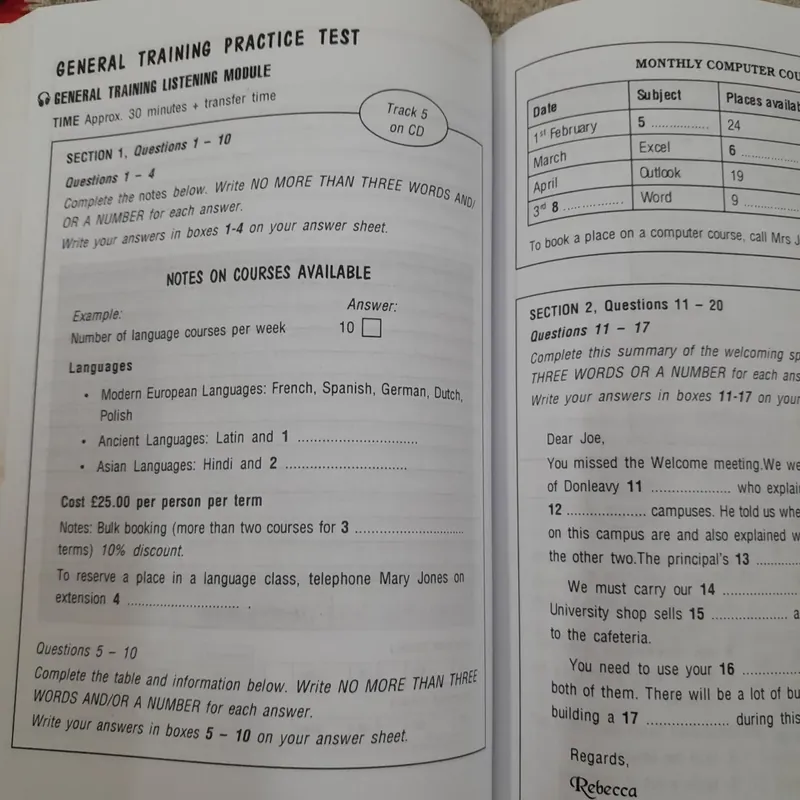 GENERAL TRAINING PRACTICE TEST
GENERAL TRAINING LISTENING MODULE
TIME Approx. 30 minutes + transfer time
Track 5
on CD
SECTION 1, Questions 1 – 10
Questions 1 – 4
Complete the notes below. Write NO MORE THAN THREE WORDS AND/
OR A NUMBER for each answer.
Write your answers in boxes 1-4 on your answer sheet.
NOTES ON COURSES AVAILABLE
Example: Answer:
Number of language courses per week 10
Languages
• Modern European Languages: French, Spanish, German, Dutch,
Polish
• Ancient Languages: Latin and 1 ..............................
• Asian Languages: Hindi and 2 ..............................
Cost £25.00 per person per term
Notes: Bulk booking (more than two courses for 3 ..........................
terms) 10% discount.
To reserve a place in a language class, telephone Mary Jones on
extension 4 ............................ .
Questions 5 – 10
Complete the table and information below. Write NO MORE THAN THREE
WORDS AND/OR A NUMBER for each answer.
Write your answers in boxes 5 – 10 on your answer sheet.
MONTHLY COMPUTER
Date Subject Places
1st February 5 ............... 24
March Excel 6 ...............
April Outlook 19
3rd 8 ............... Word 9 ...............
To book a place on a computer course, call Mrs
SECTION 2, Questions 11 – 20
Questions 11 – 17
Complete this summary of the welcoming
THREE WORDS OR A NUMBER for each
Write your answers in boxes 11-17 on your
Dear Joe,
You missed the Welcome meeting.We
of Donleavy 11 .................... who
12 .................... campuses. He told us
on this campus are and also explained
the other two.The principal's 13 ............
We must carry our 14 ....................
University shop sells 15 ....................
to the cafeteria.
You need to use your 16 ...............
both of them. There will be a lot of
building a 17 .................... during this
Regards,
Rebecca